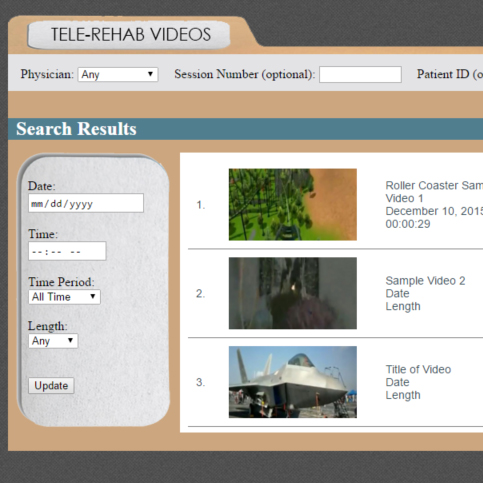 TELE-REHAB VIDEOS
Physician: Any Session Number (optional): Patient ID (o
Search Results
Date:
mm/dd/yyyy
Time:
--:-- --
Time Period:
All Time
Length:
Any
Update
1.
Roller Coaster Sam
Video 1
December 10, 2015
00:00:29
2.
Sample Video 2
Date
Length
3.
Title of Video
Date
Length